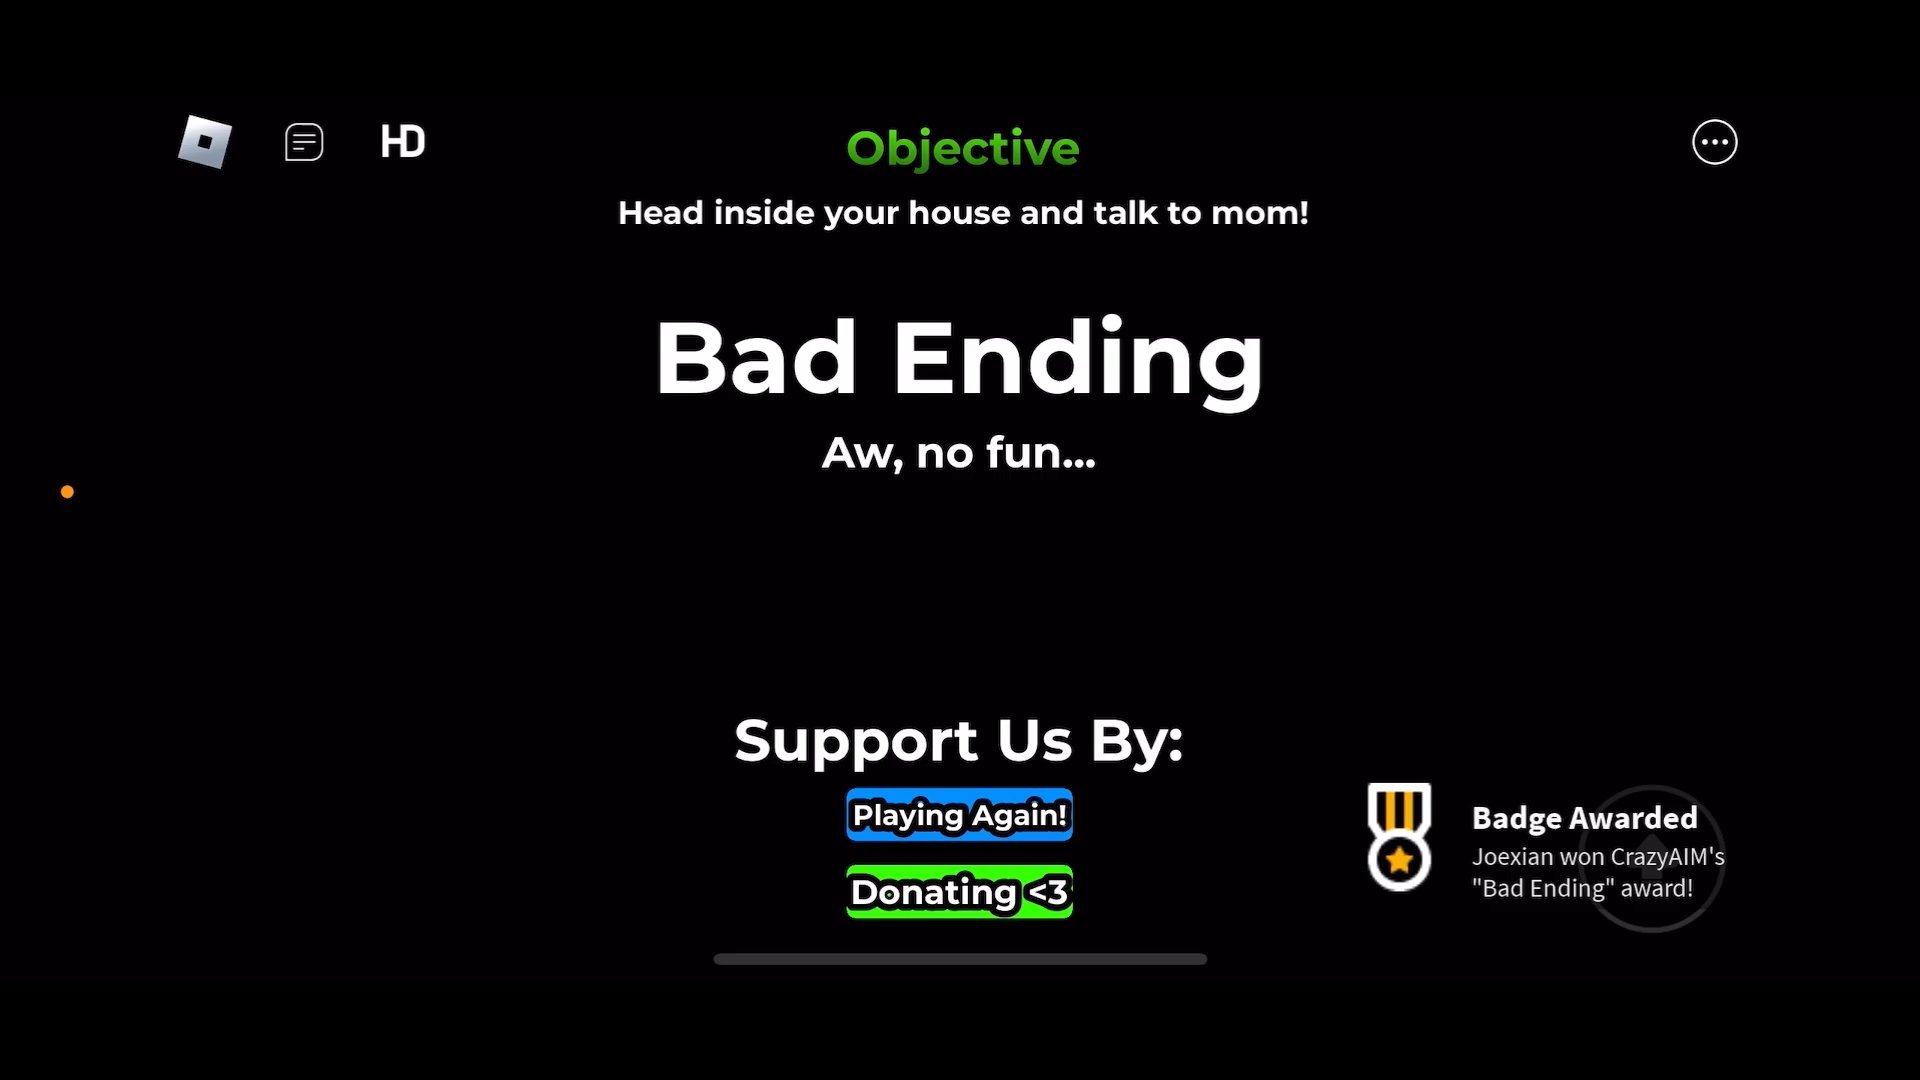 HD
Objective
Head inside your house and talk to mom!
Bad Ending
Aw, no fun...
Support Us By:
Playing Again!
Donating <3
Badge Awarded
Joexian won CrazyAIM's
"Bad Ending" award!